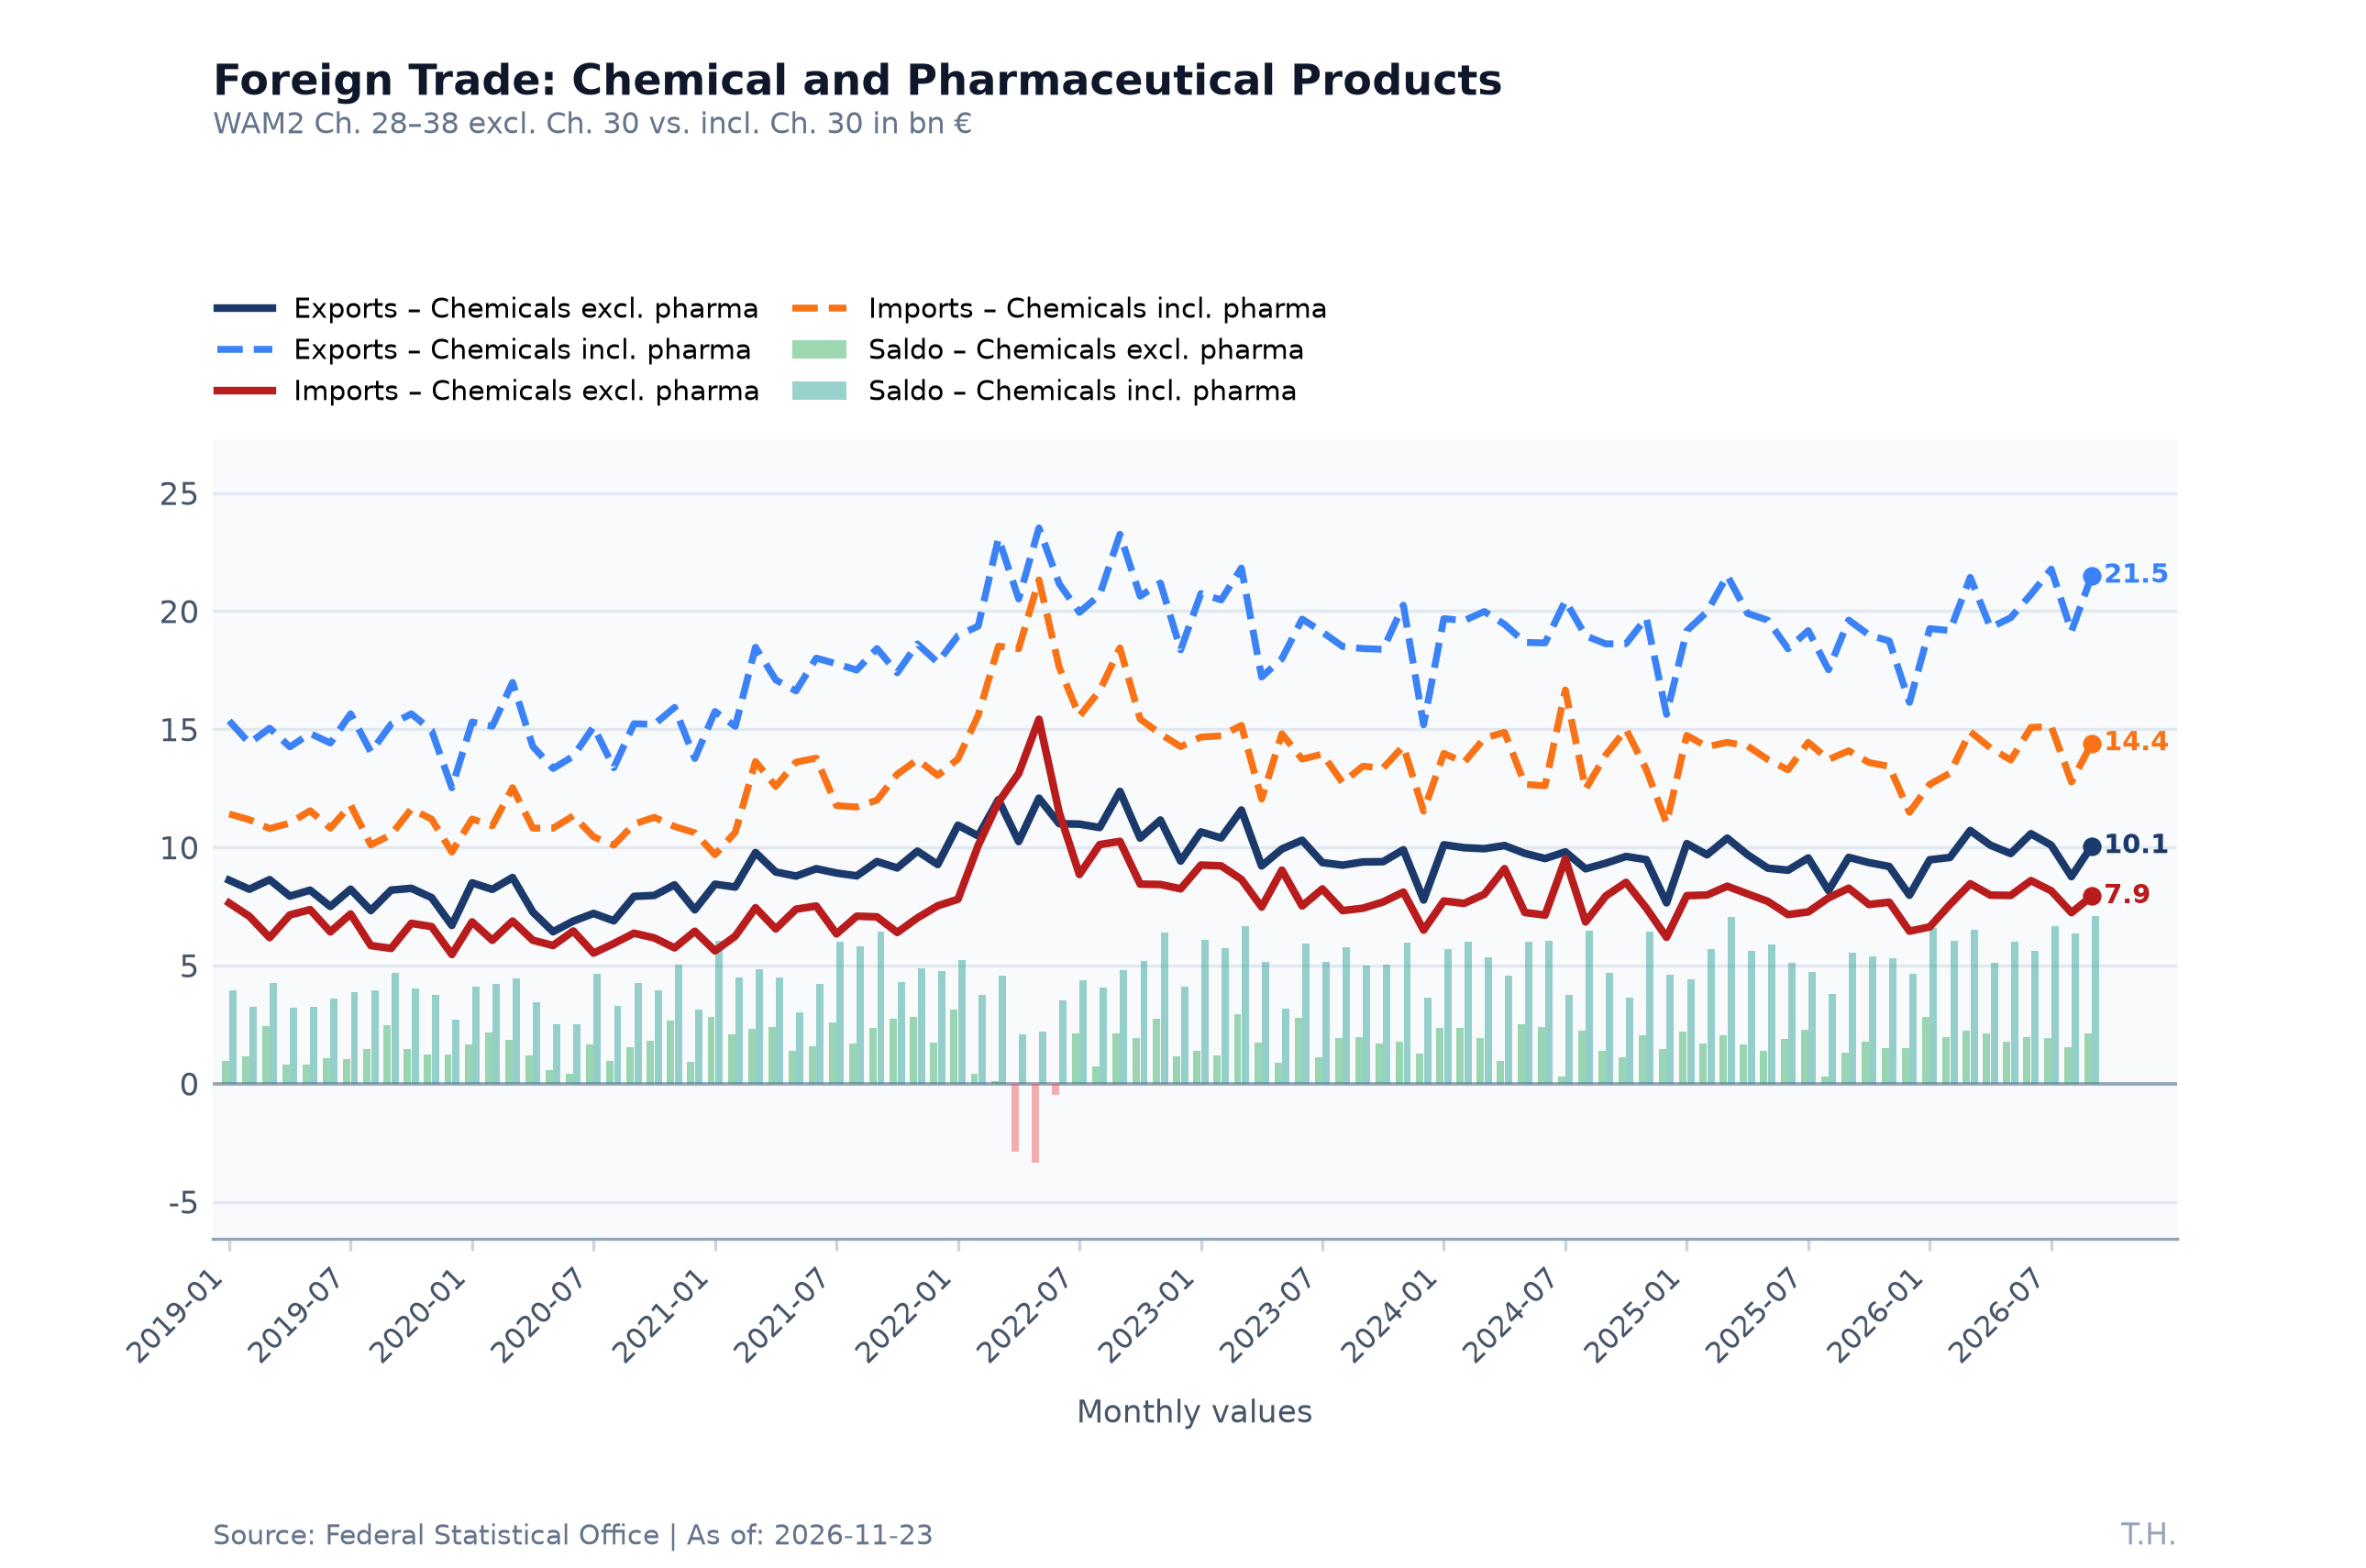 Foreign Trade: Chemical and Pharmaceutical Products
WAM2 Ch. 28–38 excl. Ch. 30 vs. incl. Ch. 30 in bn €
Exports – Chemicals excl. pharma
Exports – Chemicals incl. pharma
Imports – Chemicals excl. pharma
Imports – Chemicals incl. pharma
Saldo – Chemicals excl. pharma
Saldo – Chemicals incl. pharma
25
20
15
10
5
0
-5
21.5
14.4
10.1
7.9
2019-01
2019-07
2020-01
2020-07
2021-01
2021-07
2022-01
2022-07
2023-01
2023-07
2024-01
2024-07
2025-01
2025-07
2026-01
2026-07
Monthly values
Source: Federal Statistical Office | As of: 2026-11-23
T.H.